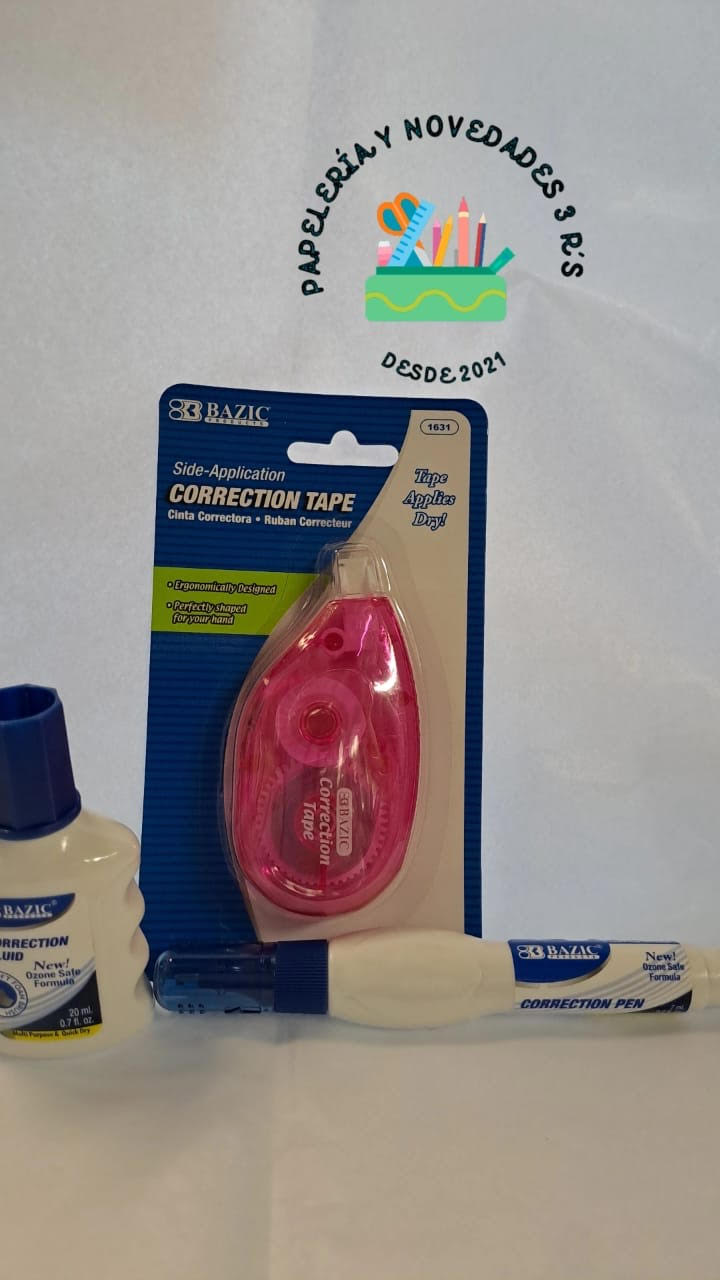 PAPELERÍA Y NOVEDADES 3 R'S
DESDE 2021
BAZIC
PRODUCTS
1631
Side-Application
CORRECTION TAPE
Cinta Correctora • Ruban Correcteur
Tape
Applies
Dry!
• Ergonomically Designed
• Perfectly shaped
for your hand
BAZIC
Correction
Tape
BAZIC
CORRECTION
FLUID
New!
Ozone Safe
Formula
20 ml.
0.7 fl. oz.
Multi Purpose & Quick Dry
BAZIC
PRODUCTS
New!
Ozone Safe
Formula
CORRECTION PEN